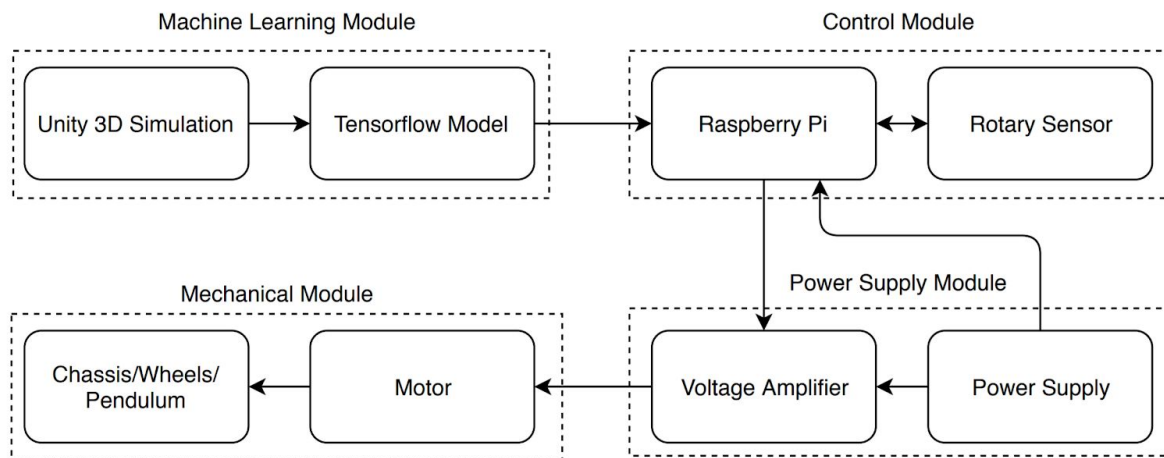 Machine Learning Module
Control Module
Unity 3D Simulation
Tensorflow Model
Raspberry Pi
Rotary Sensor
Mechanical Module
Power Supply Module
Chassis/Wheels/
Pendulum
Motor
Voltage Amplifier
Power Supply